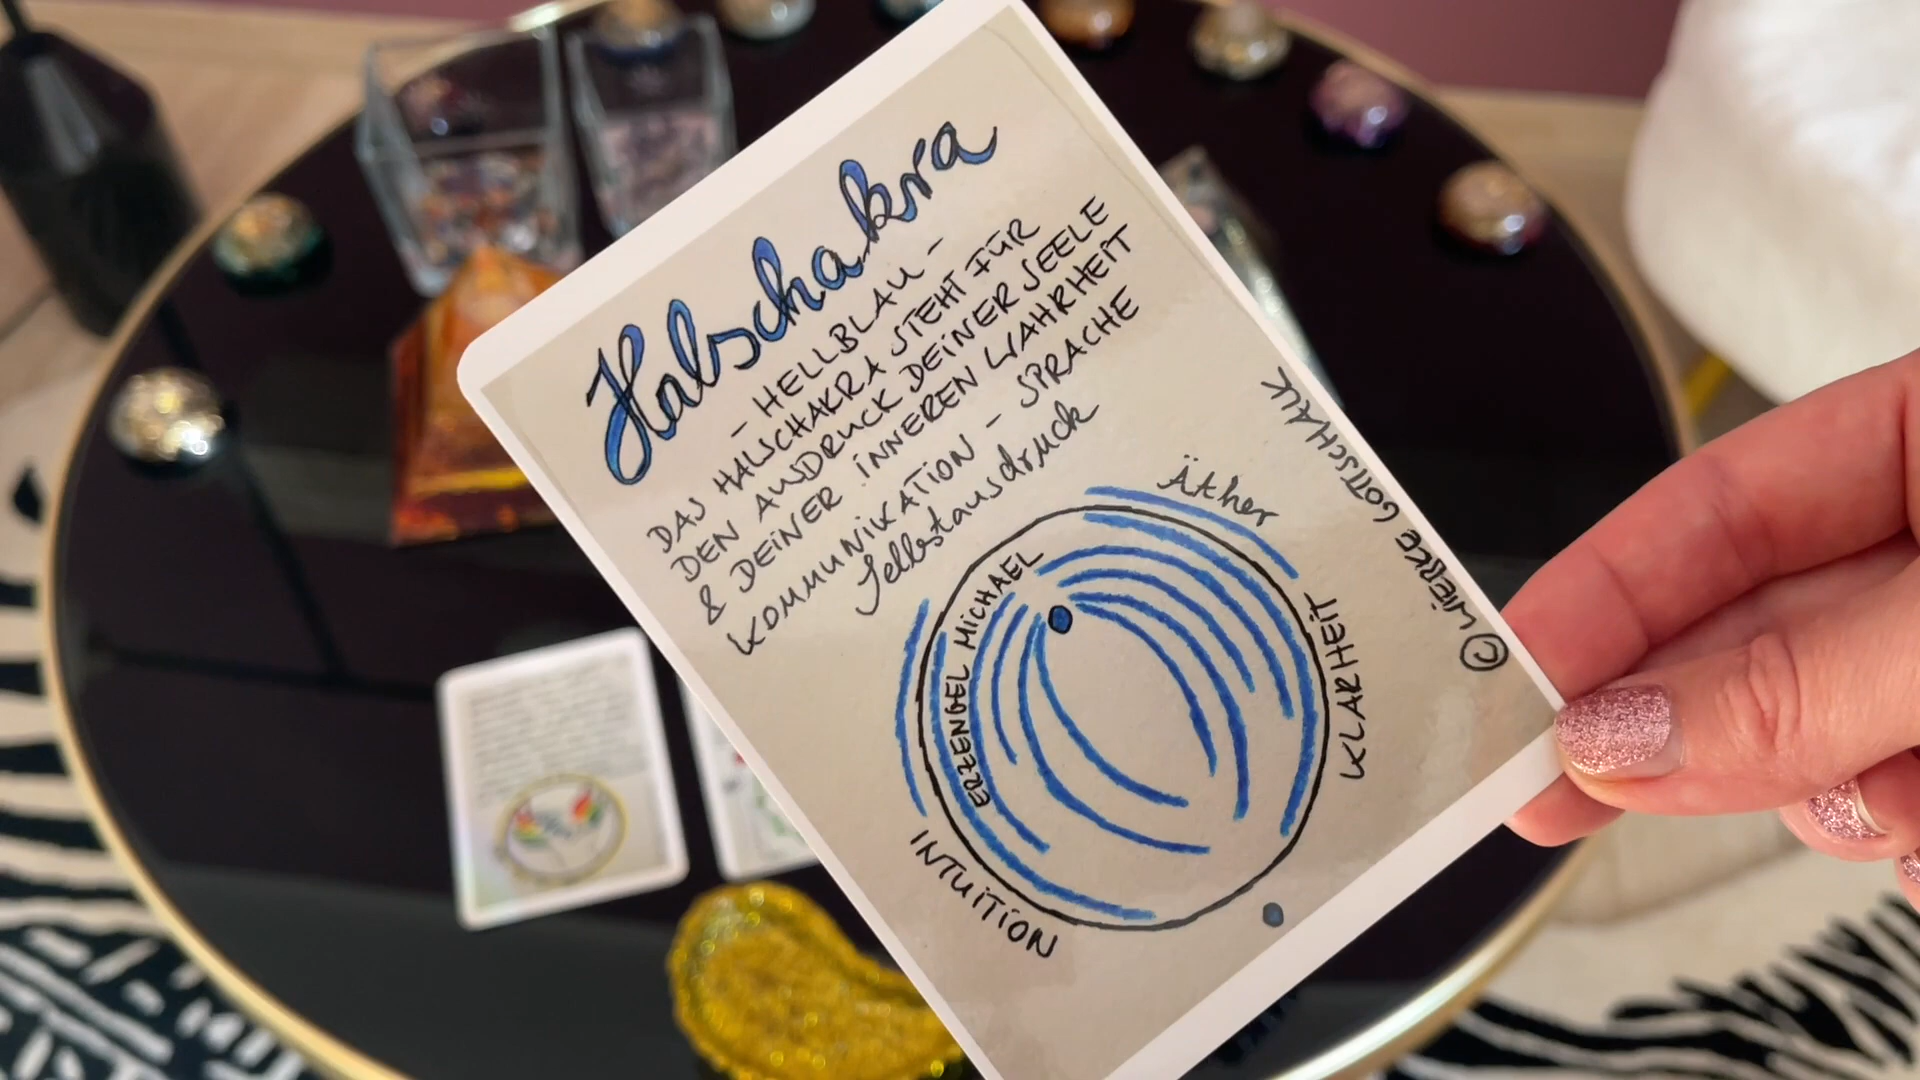 Halschakra
- HELLBLAU -
DAS HALSCHAKRA STEHT FÜR
DEN AUSDRUCK DEINER SEELE
& DEINER INNEREN WAHRHEIT
KOMMUNIKATION - SPRACHE
Selbstausdruck
Äther
ERZENGEL MICHAEL
KLARHEIT
INTUITION
© WIEBKE GOTTSCHALK